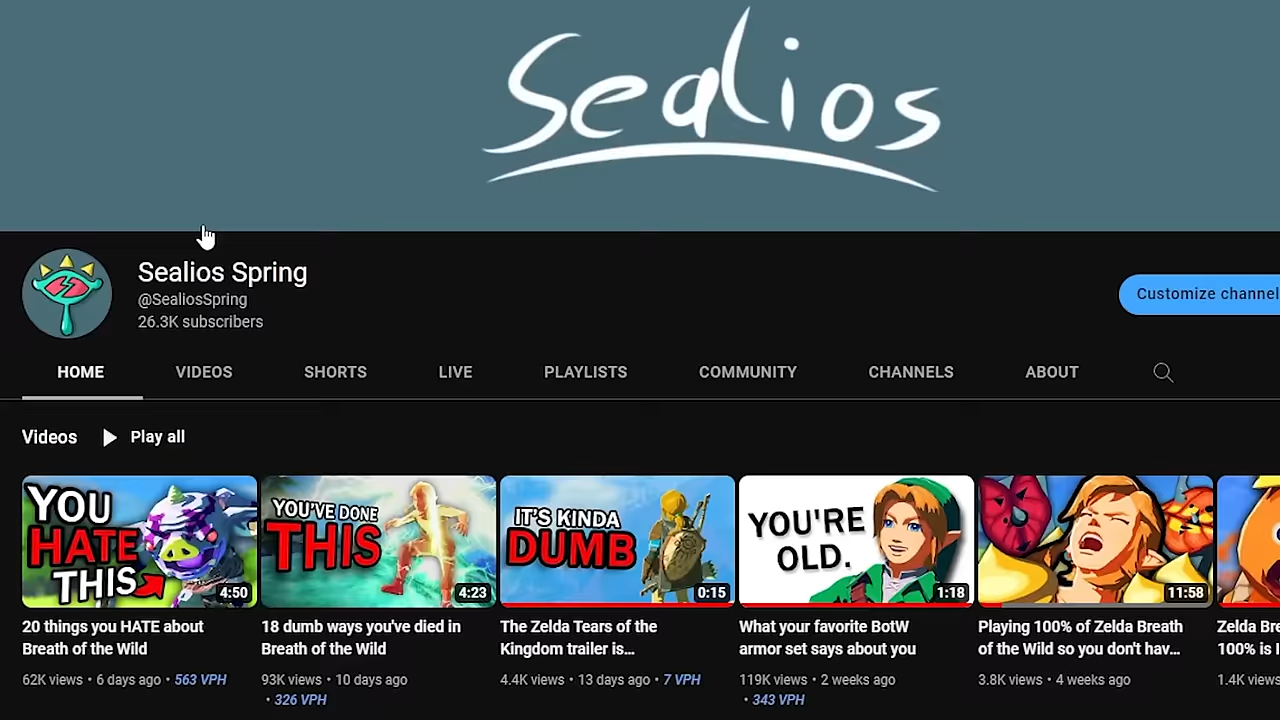 Sealios
Sealios Spring
@SealiosSpring
26.3K subscribers
Customize channel
HOME VIDEOS SHORTS LIVE PLAYLISTS COMMUNITY CHANNELS ABOUT
Videos Play all
YOU
HATE
THIS
4:50
YOU'VE DONE
THIS
4:23
IT'S KINDA
DUMB
0:15
YOU'RE
OLD.
1:18
11:58
20 things you HATE about
Breath of the Wild
62K views • 6 days ago • 563 VPH
18 dumb ways you've died in
Breath of the Wild
93K views • 10 days ago
• 326 VPH
The Zelda Tears of the
Kingdom trailer is...
4.4K views • 13 days ago • 7 VPH
What your favorite BotW
armor set says about you
119K views • 2 weeks ago
• 343 VPH
Playing 100% of Zelda Breath
of the Wild so you don't hav...
3.8K views • 4 weeks ago
Zelda Bre
100% is
1.4K views